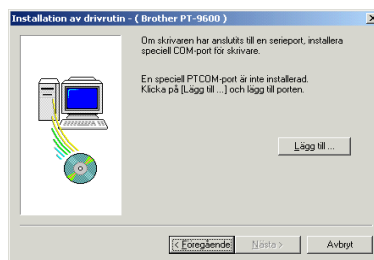 Installation av drivrutin - ( Brother PT-9600 )
Om skrivaren har anslutits till en serieport, installera
speciell COM-port för skrivare.
En speciell PTCOM-port är inte installerad.
Klicka på [Lägg till ...] och lägg till porten.
Lägg till ...
< Föregående
Nästa >
Avbryt